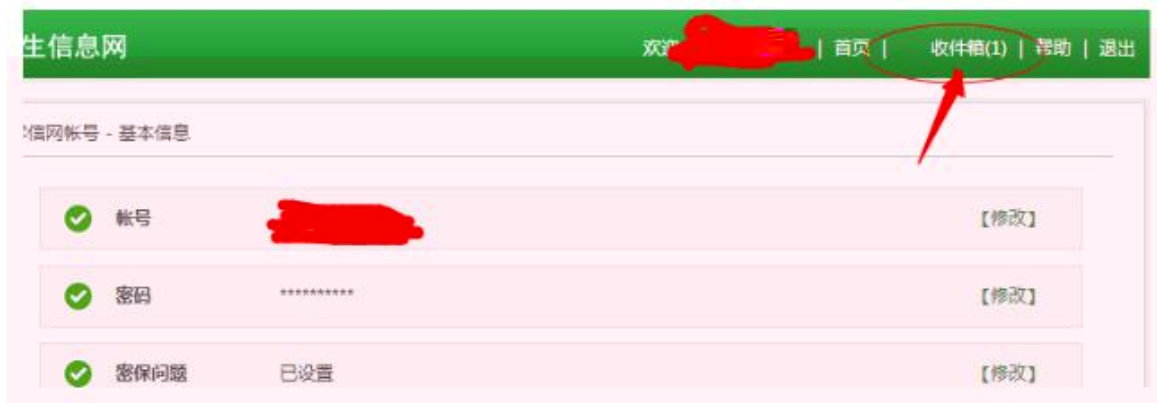 生信息网 欢迎 | 首页 | 收件箱(1) | 帮助 | 退出
信网帐号 - 基本信息
帐号 【修改】
密码 ********** 【修改】
密保问题 已设置 【修改】